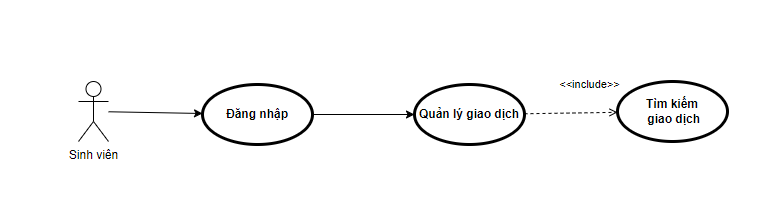 <<include>>
Đăng nhập
Quản lý giao dịch
Tìm kiếm
giao dịch
Sinh viên